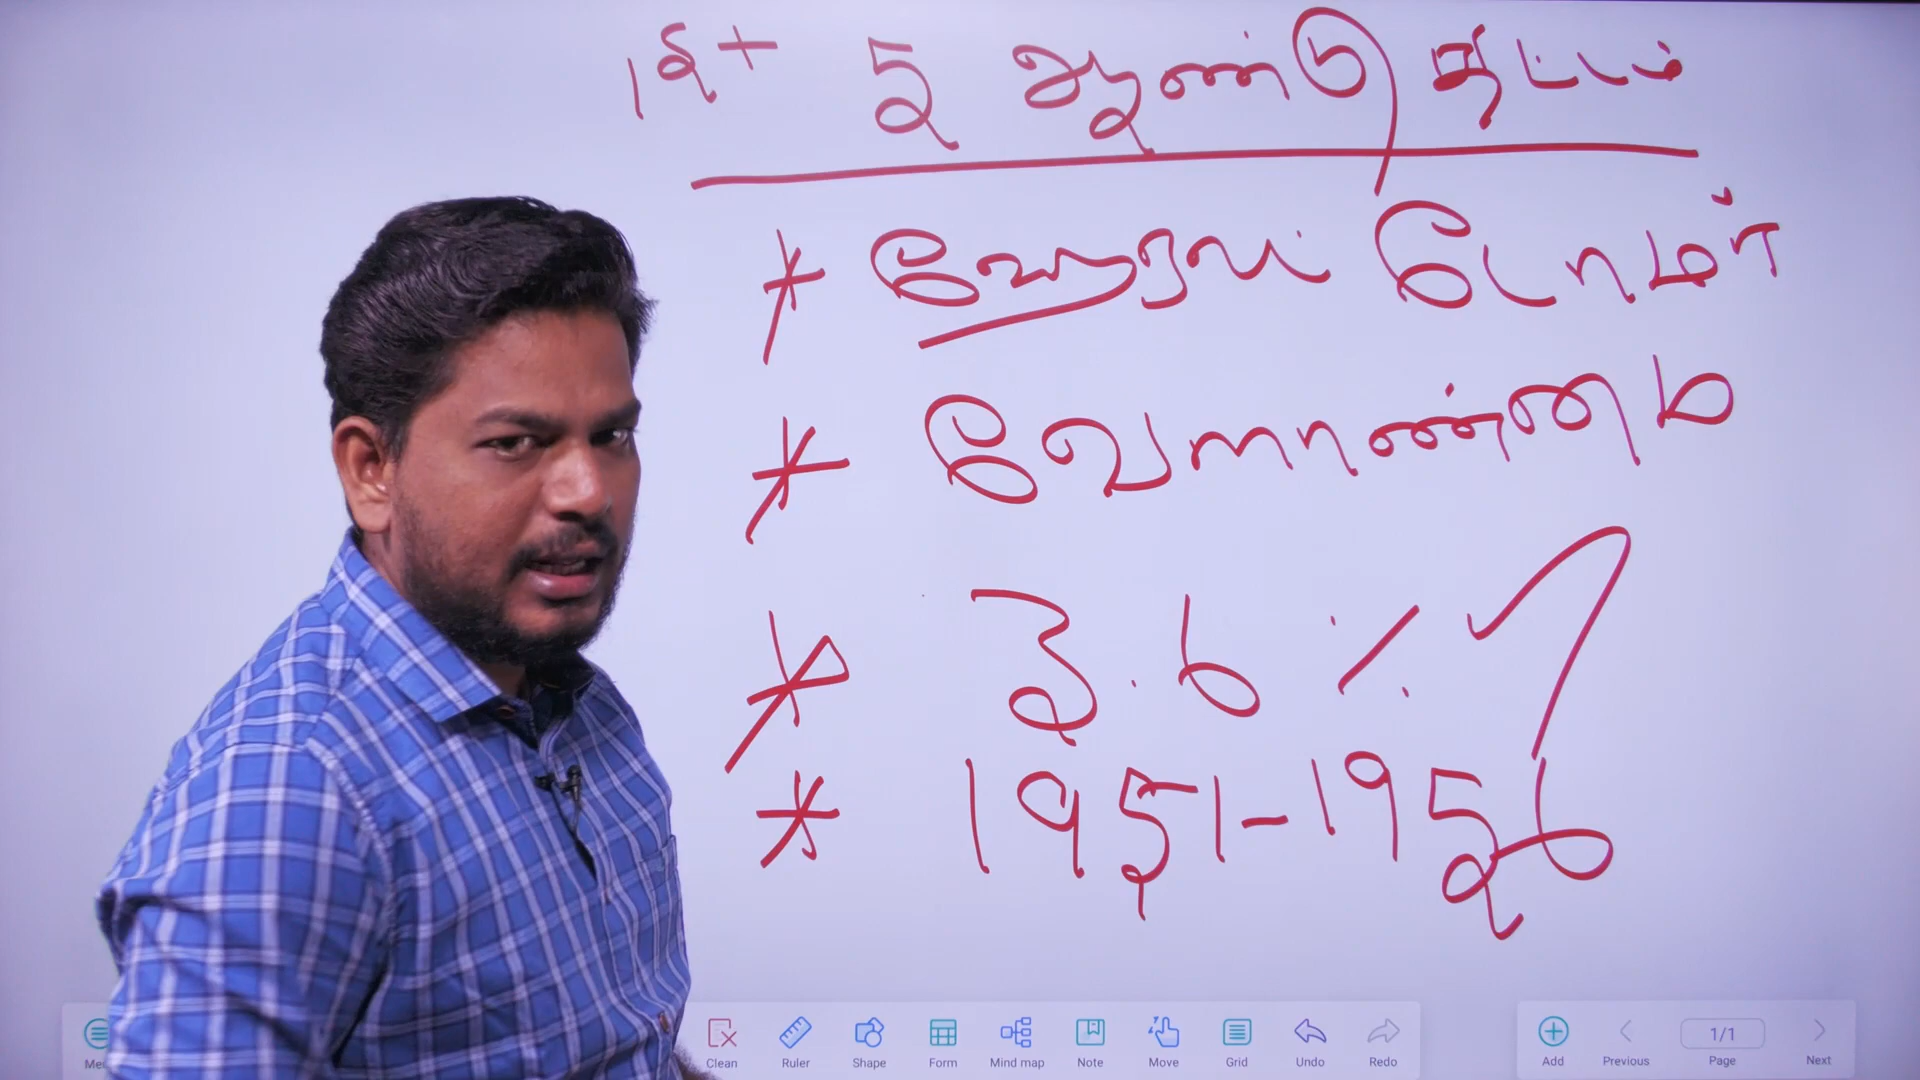 1st 5 ஆண்டு திட்டம்
* ஹேரல் டோமர்
* வேளாண்மை
* 3.6 %
* 1951-1956
Clean Ruler Shape Form Mind map Note Move Grid Undo Redo Add Previous 1/1 Page Next